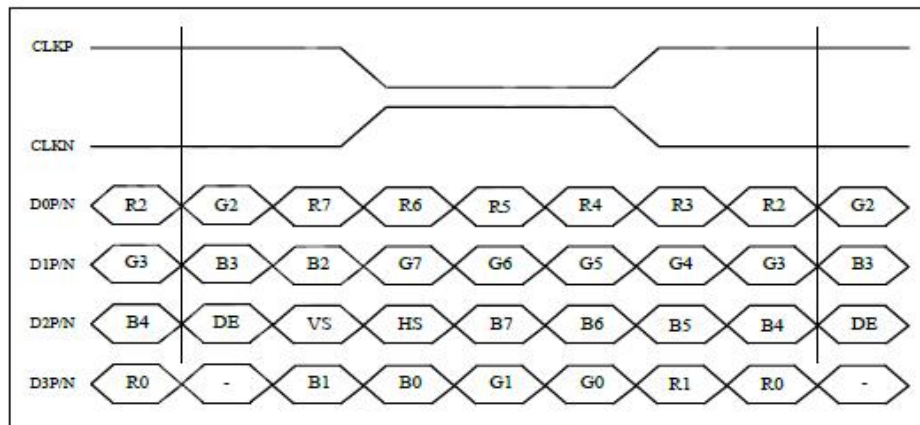 CLKP
CLKN
D0P/N R2 G2 R7 R6 R5 R4 R3 R2 G2
D1P/N G3 B3 B2 G7 G6 G5 G4 G3 B3
D2P/N B4 DE VS HS B7 B6 B5 B4 DE
D3P/N R0 - B1 B0 G1 G0 R1 R0 -